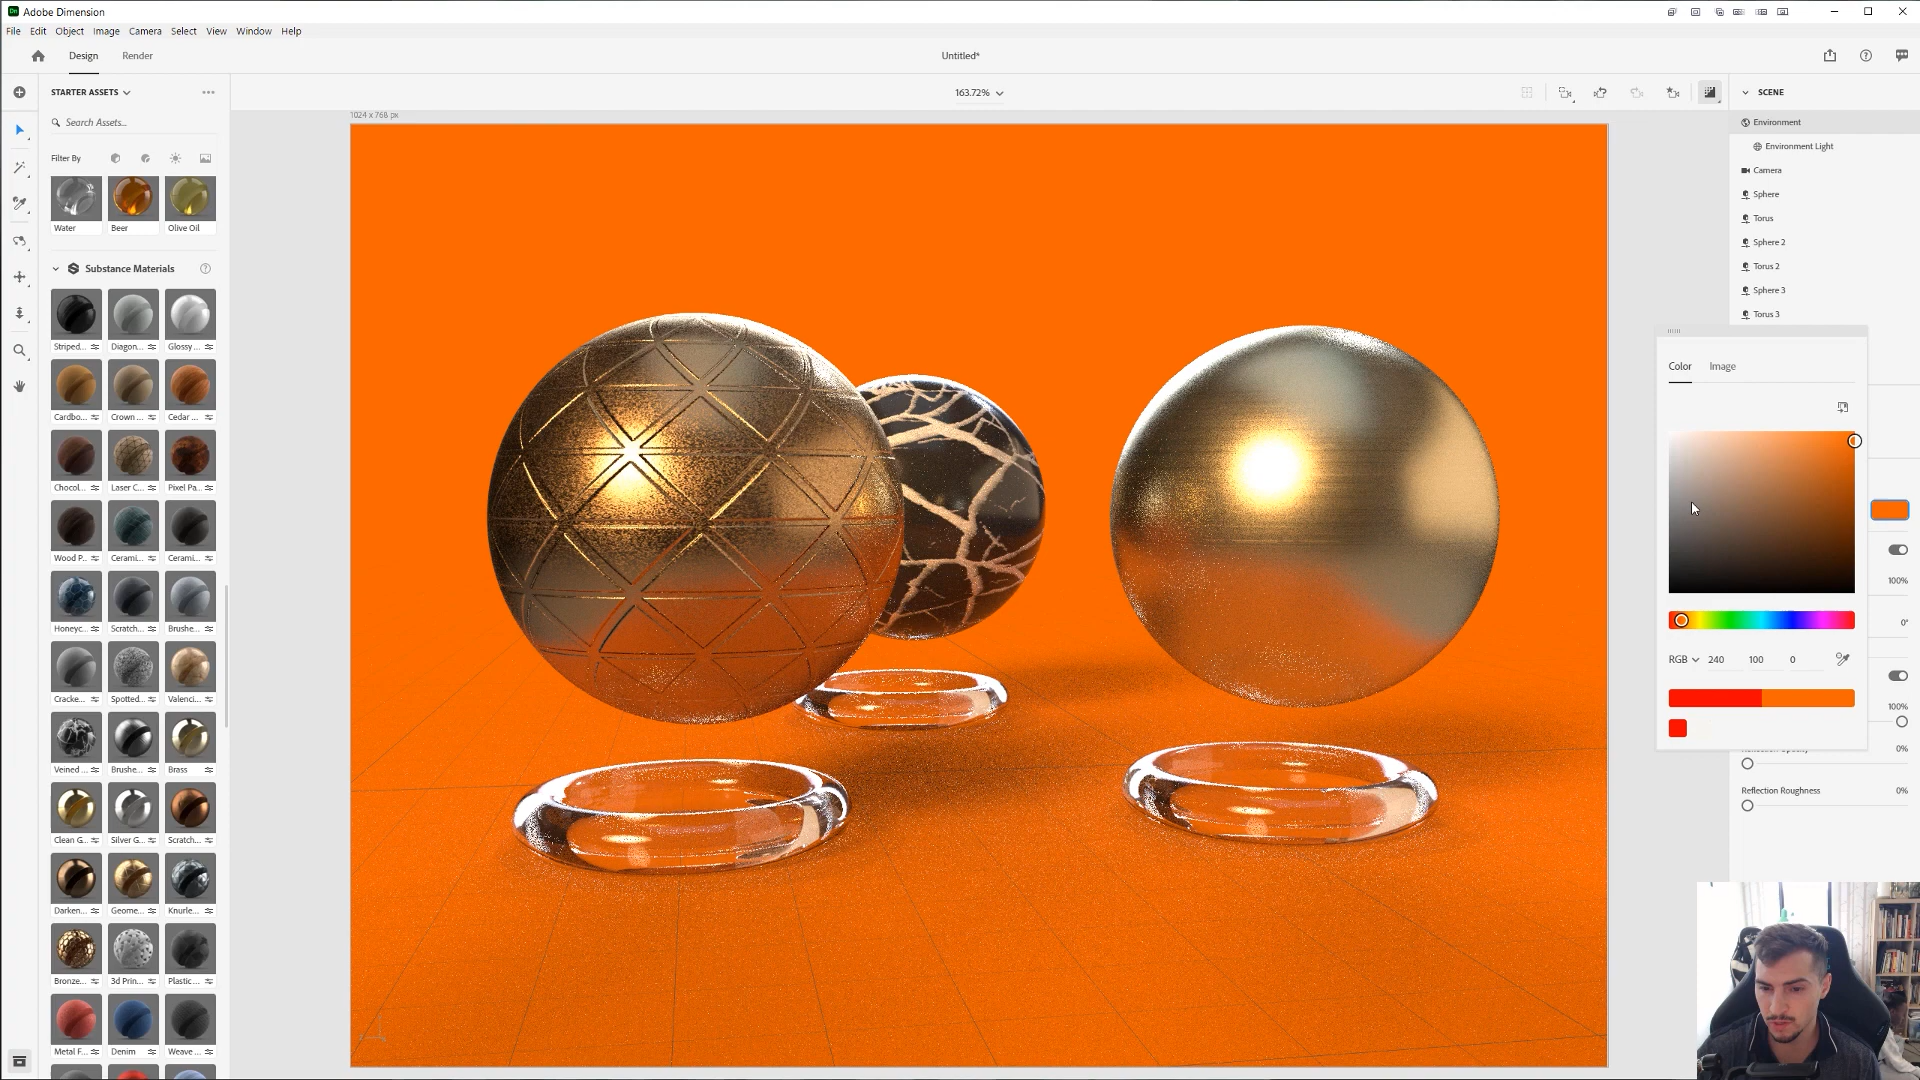 Adobe Dimension
File Edit Object Image Camera Select View Window Help
Design Render
Untitled*
STARTER ASSETS
163.72%
SCENE
1024 x 768 px
Search Assets...
Environment
Environment Light
Filter By
Camera
Sphere
Torus
Water Beer Olive Oil
Sphere 2
Torus 2
Substance Materials
Sphere 3
Torus 3
Striped... Diagon... Glossy ...
Color Image
Cardbo... Crown ... Cedar ...
Chocol... Laser C... Pixel Pa...
Wood P... Cerami... Cerami...
100%
Honeyc... Scratch... Brushe...
0°
RGB 240 100 0
Cracke... Spotted... Valenci...
100%
0%
Veined ... Brushe... Brass
Reflection Roughness 0%
Clean G... Silver G... Scratch...
Darken... Geome... Knurle...
Bronze... 3d Prin... Plastic ...
Metal F... Denim Weave ...